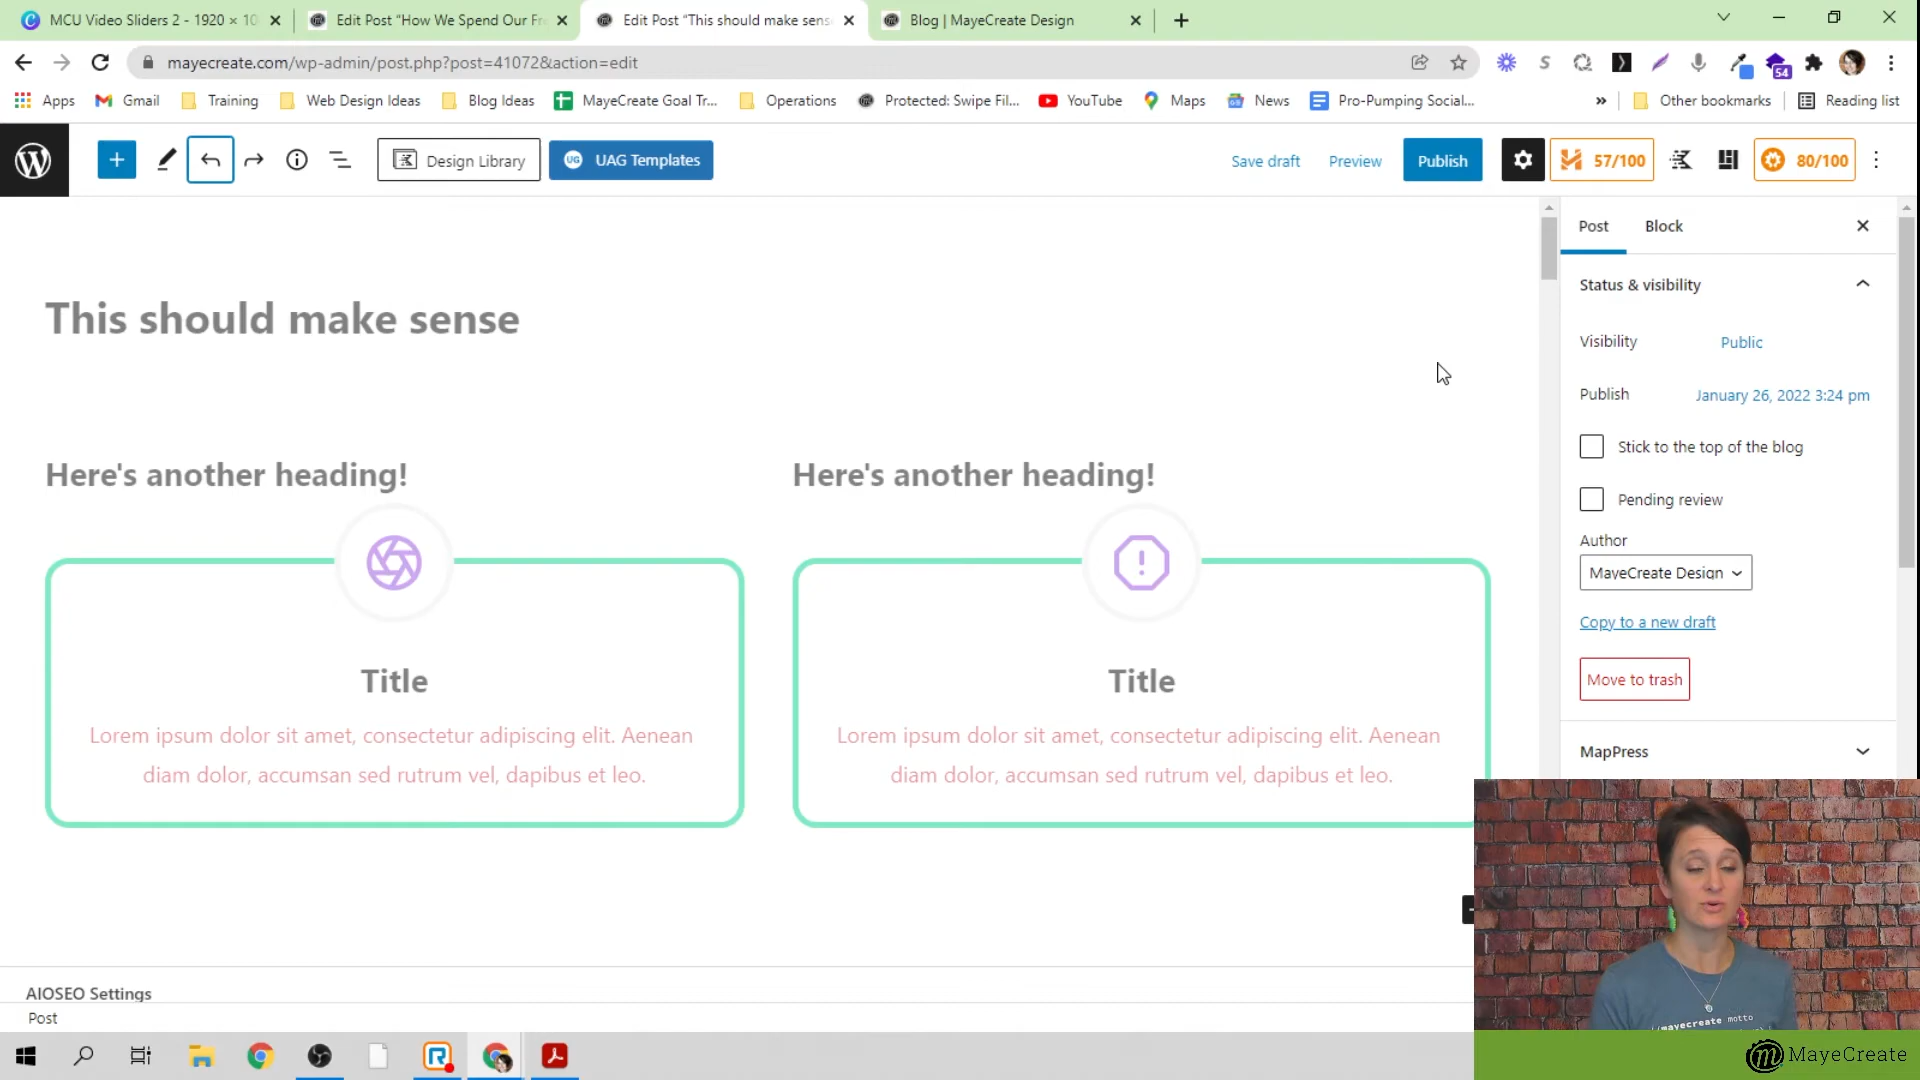 MCU Video Sliders 2 - 1920 × 10
Edit Post "How We Spend Our Fre
Edit Post "This should make sens
Blog | MayeCreate Design
mayecreate.com/wp-admin/post.php?post=41072&action=edit
54
Apps
Gmail
Training
Web Design Ideas
Blog Ideas
MayeCreate Goal Tr...
Operations
Protected: Swipe Fil...
YouTube
Maps
News
Pro-Pumping Social...
»
Other bookmarks
Reading list
Design Library
UG
UAG Templates
Save draft
Preview
Publish
57/100
80/100
Post
Block
Status & visibility
Visibility
Public
Publish
January 26, 2022 3:24 pm
Stick to the top of the blog
Pending review
Author
MayeCreate Design
Copy to a new draft
Move to trash
MapPress
This should make sense
Here's another heading!
Title
Lorem ipsum dolor sit amet, consectetur adipiscing elit. Aenean
diam dolor, accumsan sed rutrum vel, dapibus et leo.
Here's another heading!
Title
Lorem ipsum dolor sit amet, consectetur adipiscing elit. Aenean
diam dolor, accumsan sed rutrum vel, dapibus et leo.
AIOSEO Settings
Post
mayecreate motto
m MayeCreate